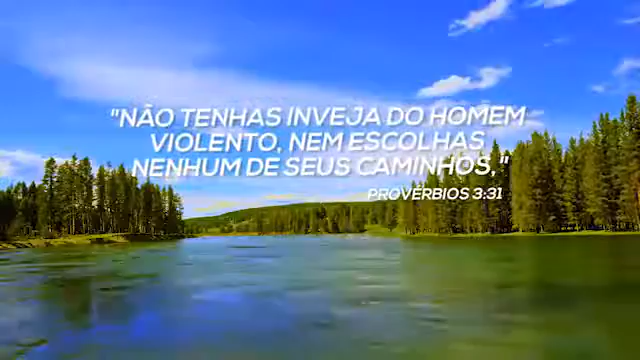 "NÃO TENHAS INVEJA DO HOMEM
VIOLENTO, NEM ESCOLHAS
NENHUM DE SEUS CAMINHOS,"
PROVÉRBIOS 3:31